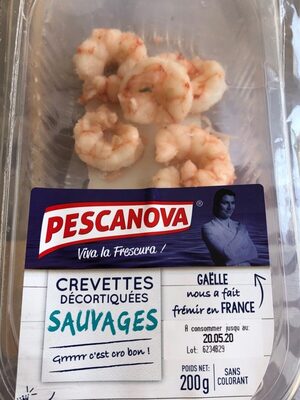 PESCANOVA®
Viva la Frescura !
CREVETTES
DÉCORTIQUÉES
SAUVAGES
Grrrrr c'est cro bon !
GAËLLE
nous a fait
frémir en FRANCE
A consommer jusqu'au:
20.05.20
Lot: 6234829
POIDS NET:
200g
SANS
COLORANT